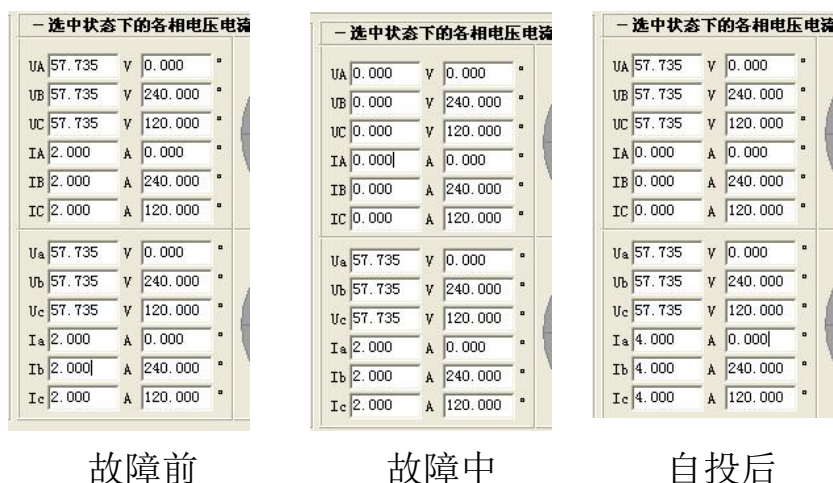 一选中状态下的各相电压电流
UA 57.735 V 0.000 °
UB 57.735 V 240.000 °
UC 57.735 V 120.000 °
IA 2.000 A 0.000 °
IB 2.000 A 240.000 °
IC 2.000 A 120.000 °
Ua 57.735 V 0.000 °
Ub 57.735 V 240.000 °
Uc 57.735 V 120.000 °
Ia 2.000 A 0.000 °
Ib 2.000 A 240.000 °
Ic 2.000 A 120.000 °
故障前
一选中状态下的各相电压电流
UA 0.000 V 0.000 °
UB 0.000 V 240.000 °
UC 0.000 V 120.000 °
IA 0.000 A 0.000 °
IB 0.000 A 240.000 °
IC 0.000 A 120.000 °
Ua 57.735 V 0.000 °
Ub 57.735 V 240.000 °
Uc 57.735 V 120.000 °
Ia 2.000 A 0.000 °
Ib 2.000 A 240.000 °
Ic 2.000 A 120.000 °
故障中
一选中状态下的各相电压电流
UA 57.735 V 0.000 °
UB 57.735 V 240.000 °
UC 57.735 V 120.000 °
IA 0.000 A 0.000 °
IB 0.000 A 240.000 °
IC 0.000 A 120.000 °
Ua 57.735 V 0.000 °
Ub 57.735 V 240.000 °
Uc 57.735 V 120.000 °
Ia 4.000 A 0.000 °
Ib 4.000 A 240.000 °
Ic 4.000 A 120.000 °
自投后